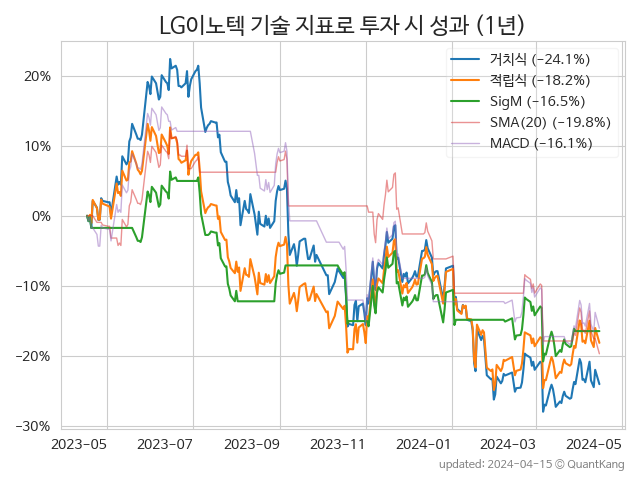 LG이노텍 기술 지표로 투자 시 성과 (1년)
거치식 (−24.1%)
적립식 (−18.2%)
SigM (−16.5%)
SMA(20) (−19.8%)
MACD (−16.1%)
20%
10%
0%
−10%
−20%
−30%
2023-05 2023-07 2023-09 2023-11 2024-01 2024-03 2024-05
updated: 2024-04-15 © QuantKang